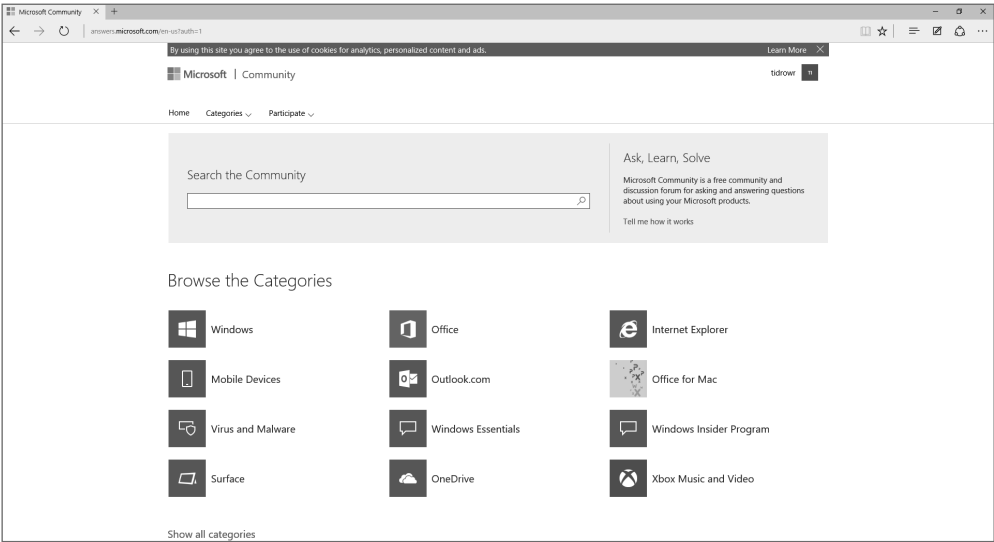 Microsoft Community
answers.microsoft.com/en-us?auth=1
By using this site you agree to the use of cookies for analytics, personalized content and ads.
Learn More
Microsoft | Community
tidrowr
TI
Home
Categories
Participate
Search the Community
Ask, Learn, Solve
Microsoft Community is a free community and
discussion forum for asking and answering questions
about using your Microsoft products.
Tell me how it works
Browse the Categories
Windows
Office
Internet Explorer
Mobile Devices
Outlook.com
Office for Mac
Virus and Malware
Windows Essentials
Windows Insider Program
Surface
OneDrive
Xbox Music and Video
Show all categories